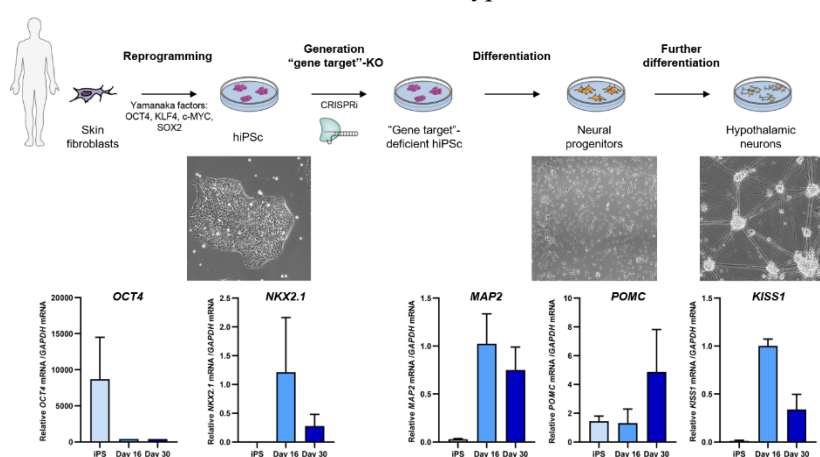 Reprogramming
Generation
"gene target"-KO
Differentiation
Further
differentiation
Yamanaka factors:
OCT4, KLF4, c-MYC,
SOX2
CRISPRi
Skin
fibroblasts
hiPSc
"Gene target"-
deficient hiPSc
Neural
progenitors
Hypothalamic
neurons
OCT4
Relative OCT4 mRNA /GAPDH mRNA
20000
15000
10000
5000
0
iPS Day 16 Day 30
NKX2.1
Relative NKX2.1 mRNA /GAPDH mRNA
2.5
2.0
1.5
1.0
0.5
0.0
iPS Day 16 Day 30
MAP2
Relative MAP2 mRNA /GAPDH mRNA
1.5
1.0
0.5
0.0
iPS Day 16 Day 30
POMC
Relative POMC mRNA /GAPDH mRNA
10
8
6
4
2
0
iPS Day 16 Day 30
KISS1
Relative KISS1 mRNA /GAPDH mRNA
1.5
1.0
0.5
0.0
iPS Day 16 Day 30